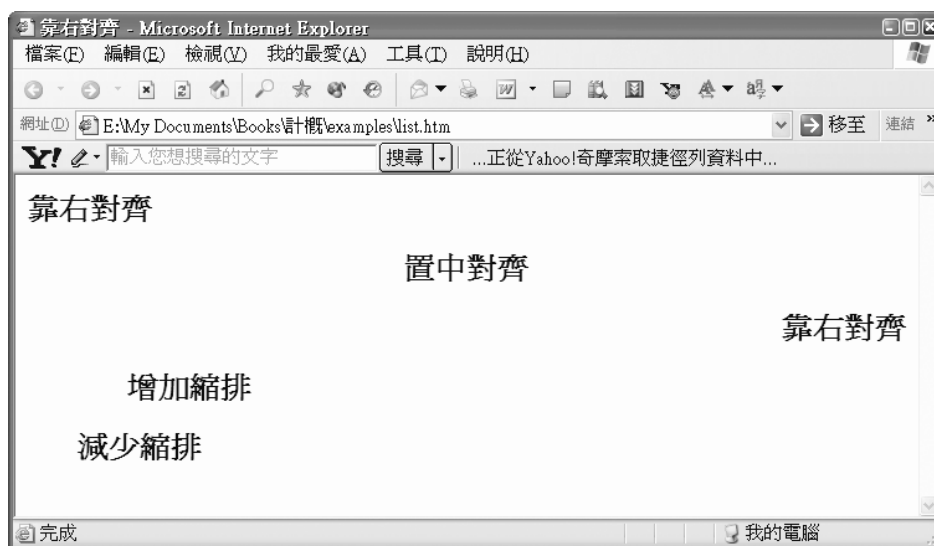 靠右對齊 - Microsoft Internet Explorer
檔案(F) 編輯(E) 檢視(V) 我的最愛(A) 工具(T) 說明(H)
網址(D) E:\My Documents\Books\計概\examples\list.htm 移至 連結 »
Y! 輸入您想搜尋的文字 搜尋 ...正從Yahoo!奇摩索取捷徑列資料中...
靠右對齊
置中對齊
靠右對齊
增加縮排
減少縮排
完成 我的電腦